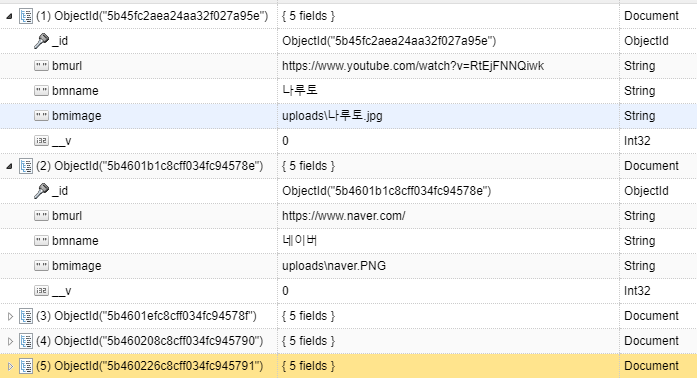 (1) ObjectId("5b45fc2aea24aa32f027a95e") { 5 fields } Document
_id ObjectId("5b45fc2aea24aa32f027a95e") ObjectId
bmurl https://www.youtube.com/watch?v=RtEjFNNQiwk String
bmname 나루토 String
bmimage uploads\나루토.jpg String
__v 0 Int32
(2) ObjectId("5b4601b1c8cff034fc94578e") { 5 fields } Document
_id ObjectId("5b4601b1c8cff034fc94578e") ObjectId
bmurl https://www.naver.com/ String
bmname 네이버 String
bmimage uploads\naver.PNG String
__v 0 Int32
(3) ObjectId("5b4601efc8cff034fc94578f") { 5 fields } Document
(4) ObjectId("5b460208c8cff034fc945790") { 5 fields } Document
(5) ObjectId("5b460226c8cff034fc945791") { 5 fields } Document